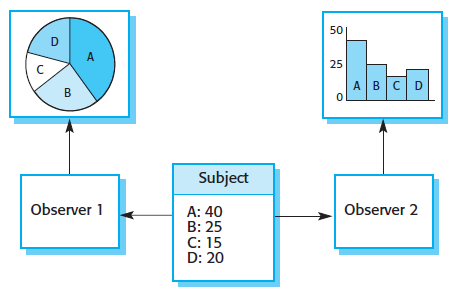 D
A
C
B
50
25
0
A B C D
Subject
Observer 1
A: 40
B: 25
C: 15
D: 20
Observer 2